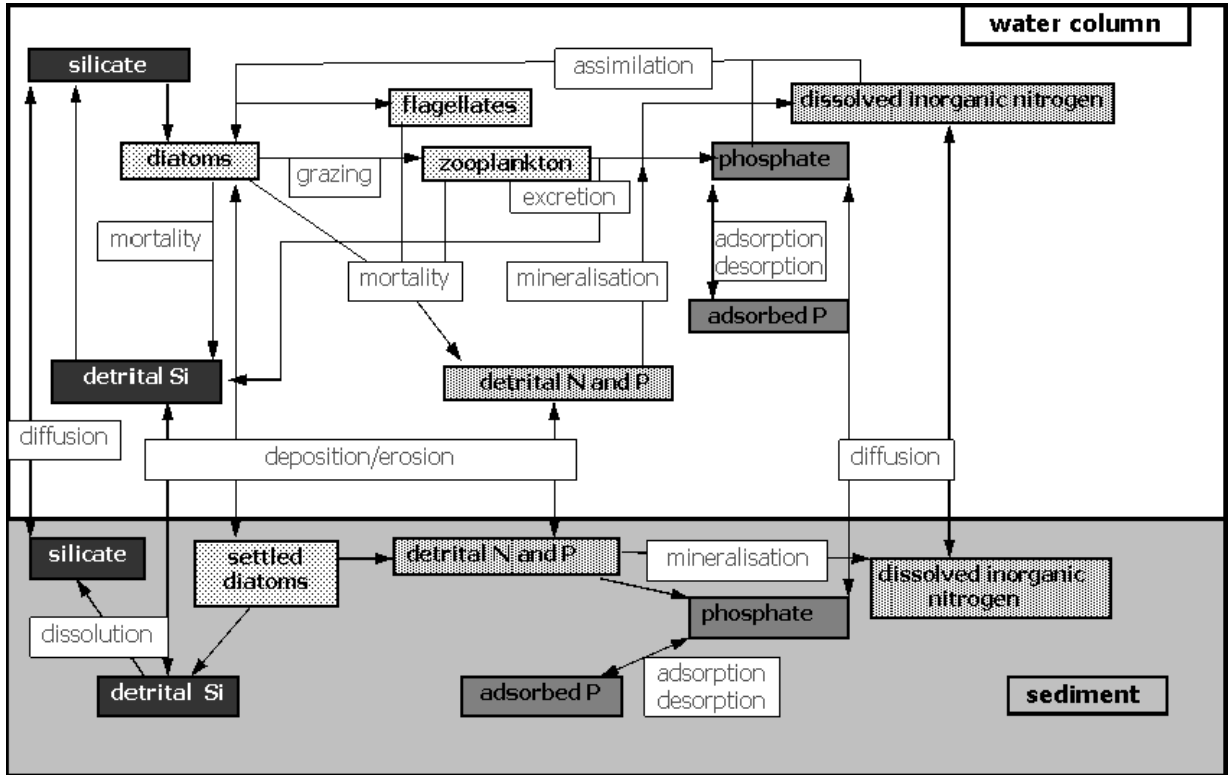 water column
silicate
assimilation
flagellates
dissolved inorganic nitrogen
diatoms
grazing
zooplankton
phosphate
excretion
mortality
mortality
mineralisation
adsorption
desorption
adsorbed P
detrital Si
detrital N and P
diffusion
deposition/erosion
diffusion
silicate
settled
diatoms
detrital N and P
mineralisation
dissolved inorganic
nitrogen
phosphate
dissolution
detrital Si
adsorbed P
adsorption
desorption
sediment